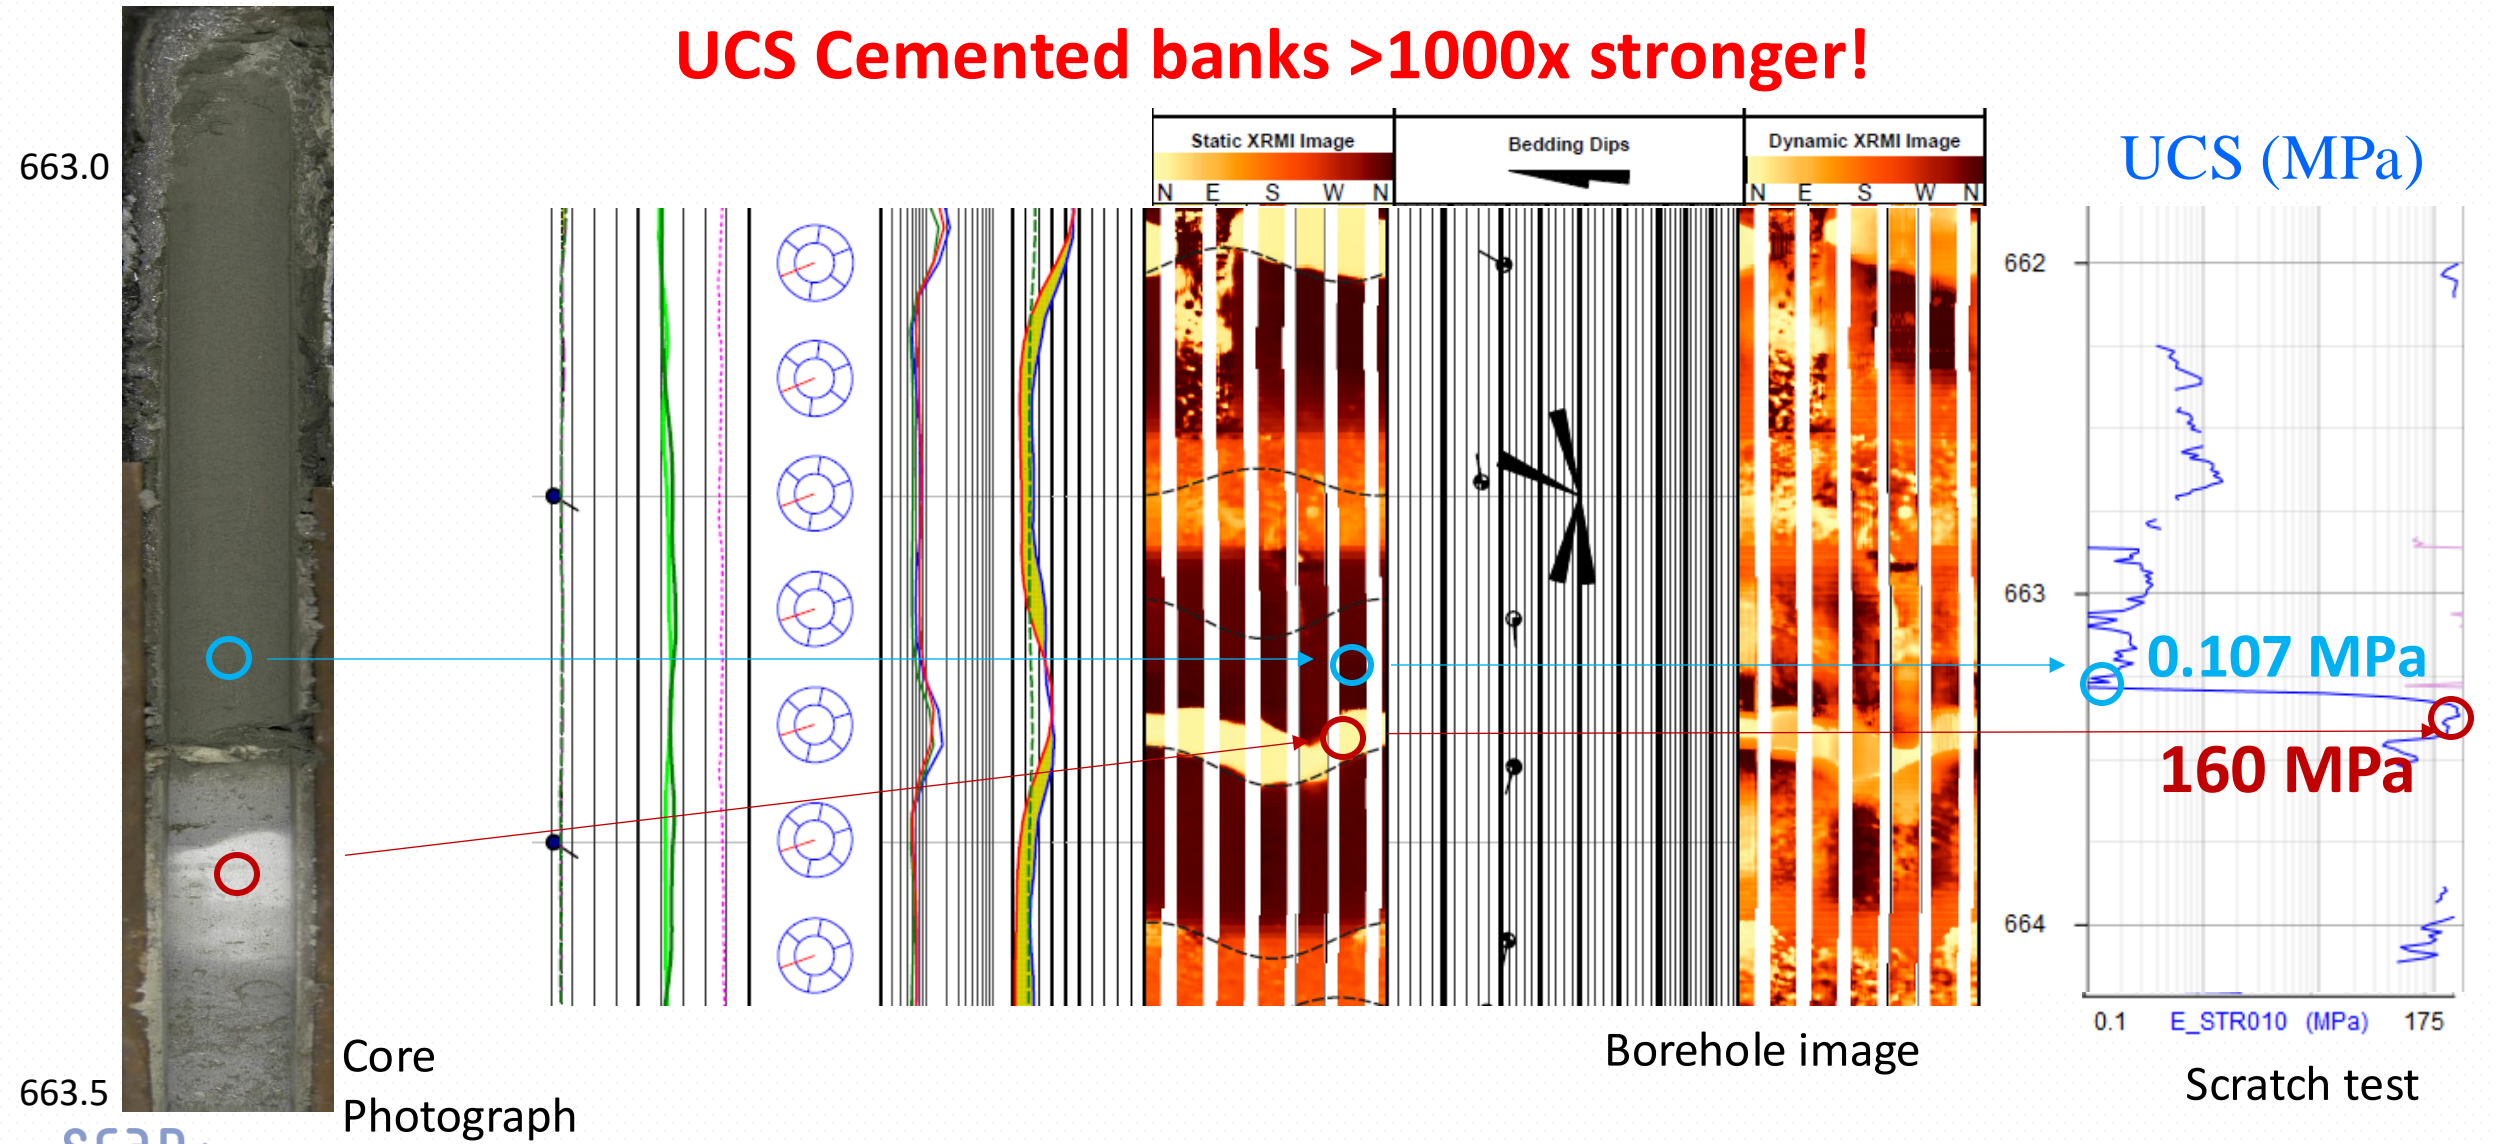 UCS Cemented banks >1000x stronger!
663.0
Static XRMI Image
N E S W N
Bedding Dips
Dynamic XRMI Image
N E S W N
UCS (MPa)
662
663
0.107 MPa
160 MPa
664
0.1 E_STR010 (MPa) 175
Core
Photograph
Borehole image
Scratch test
663.5